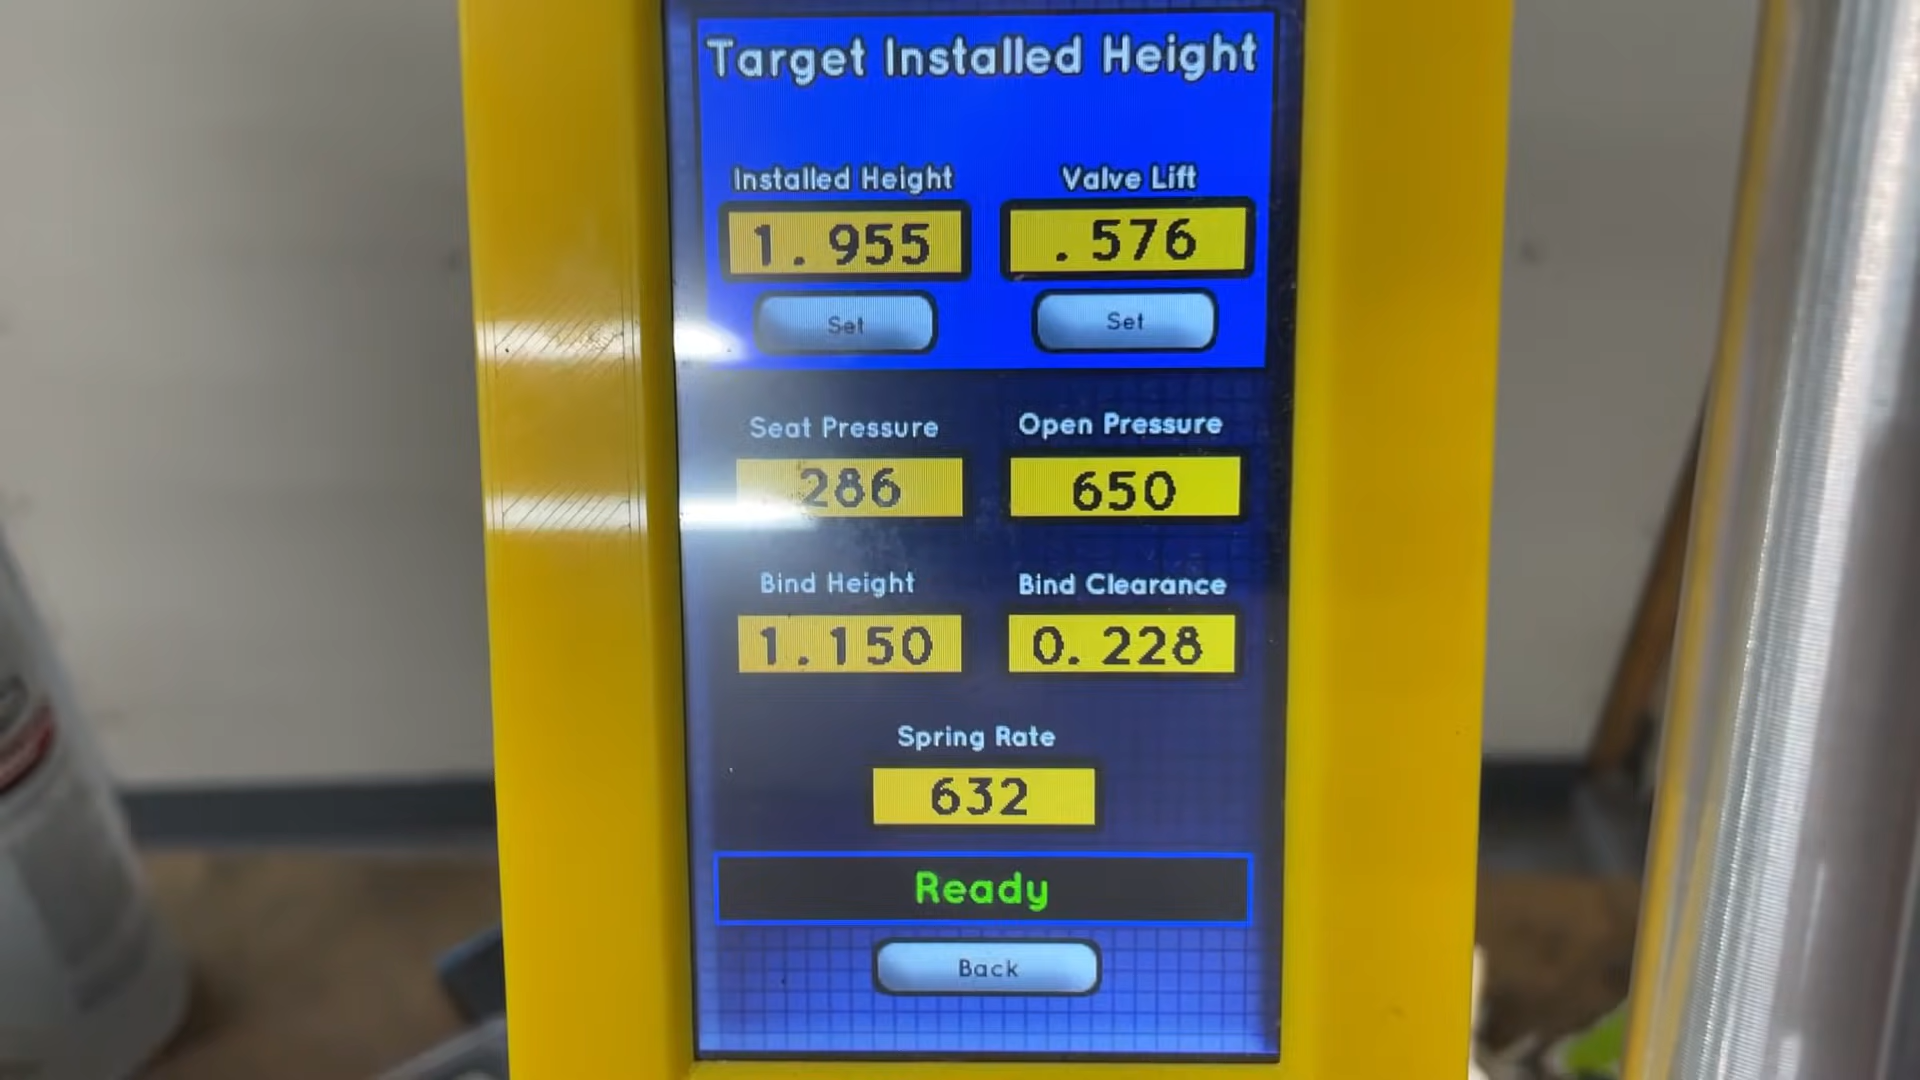 Target Installed Height
Installed Height Valve Lift
1.955 .576
Set Set
Seat Pressure Open Pressure
286 650
Bind Height Bind Clearance
1.150 0.228
Spring Rate
632
Ready
Back